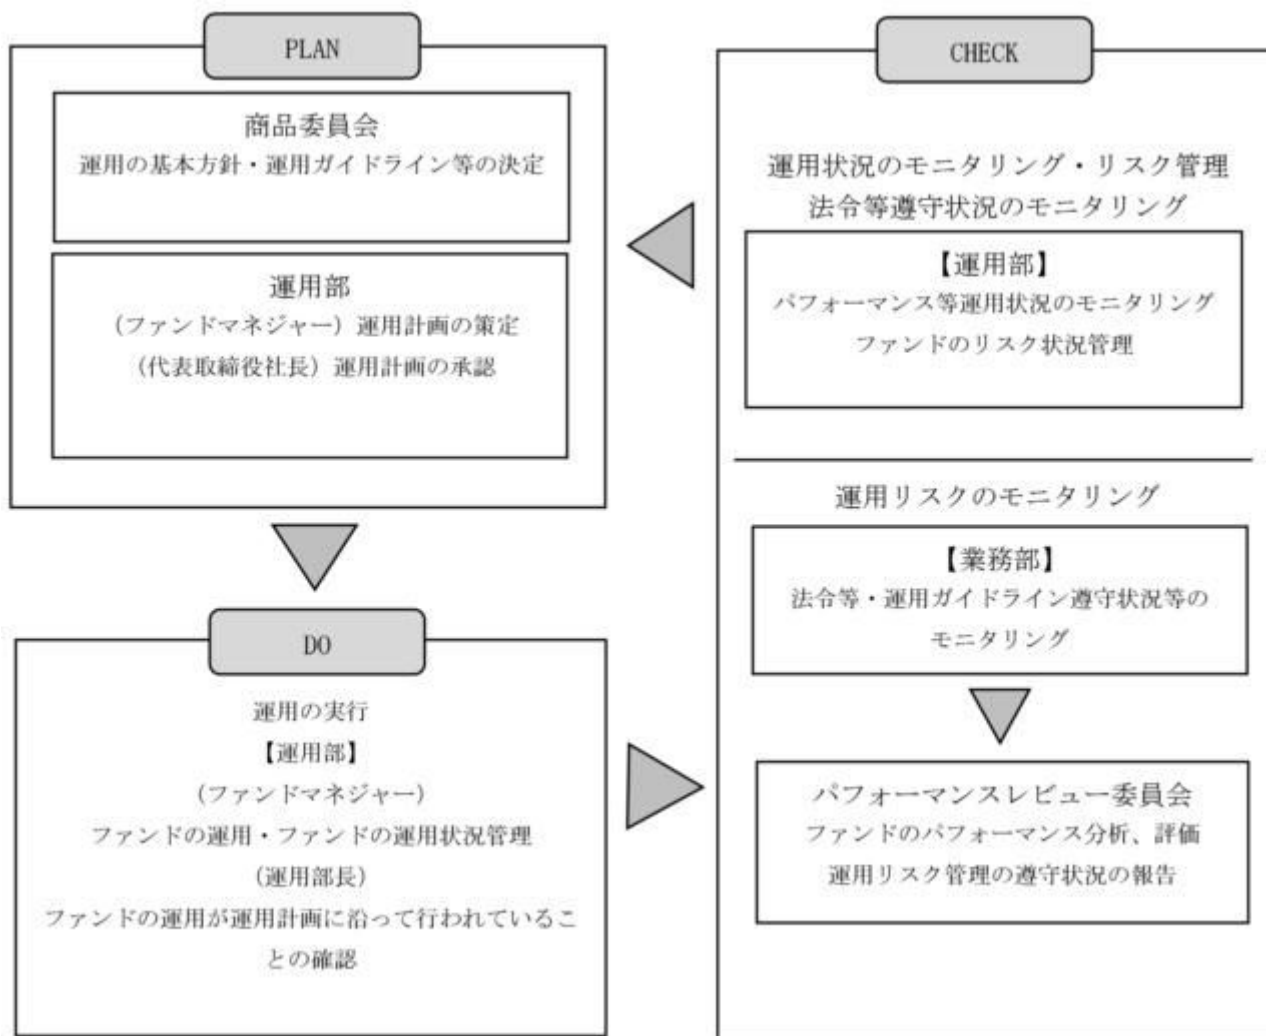 PLAN
商品委員会
運用の基本方針・運用ガイドライン等の決定
運用部
（ファンドマネジャー）運用計画の策定
（代表取締役社長）運用計画の承認
DO
運用の実行
【運用部】
（ファンドマネジャー）
ファンドの運用・ファンドの運用状況管理
（運用部長）
ファンドの運用が運用計画に沿って行われているこ
との確認
CHECK
運用状況のモニタリング・リスク管理
法令等遵守状況のモニタリング
【運用部】
パフォーマンス等運用状況のモニタリング
ファンドのリスク状況管理
運用リスクのモニタリング
【業務部】
法令等・運用ガイドライン遵守状況等の
モニタリング
パフォーマンスレビュー委員会
ファンドのパフォーマンス分析、評価
運用リスク管理の遵守状況の報告